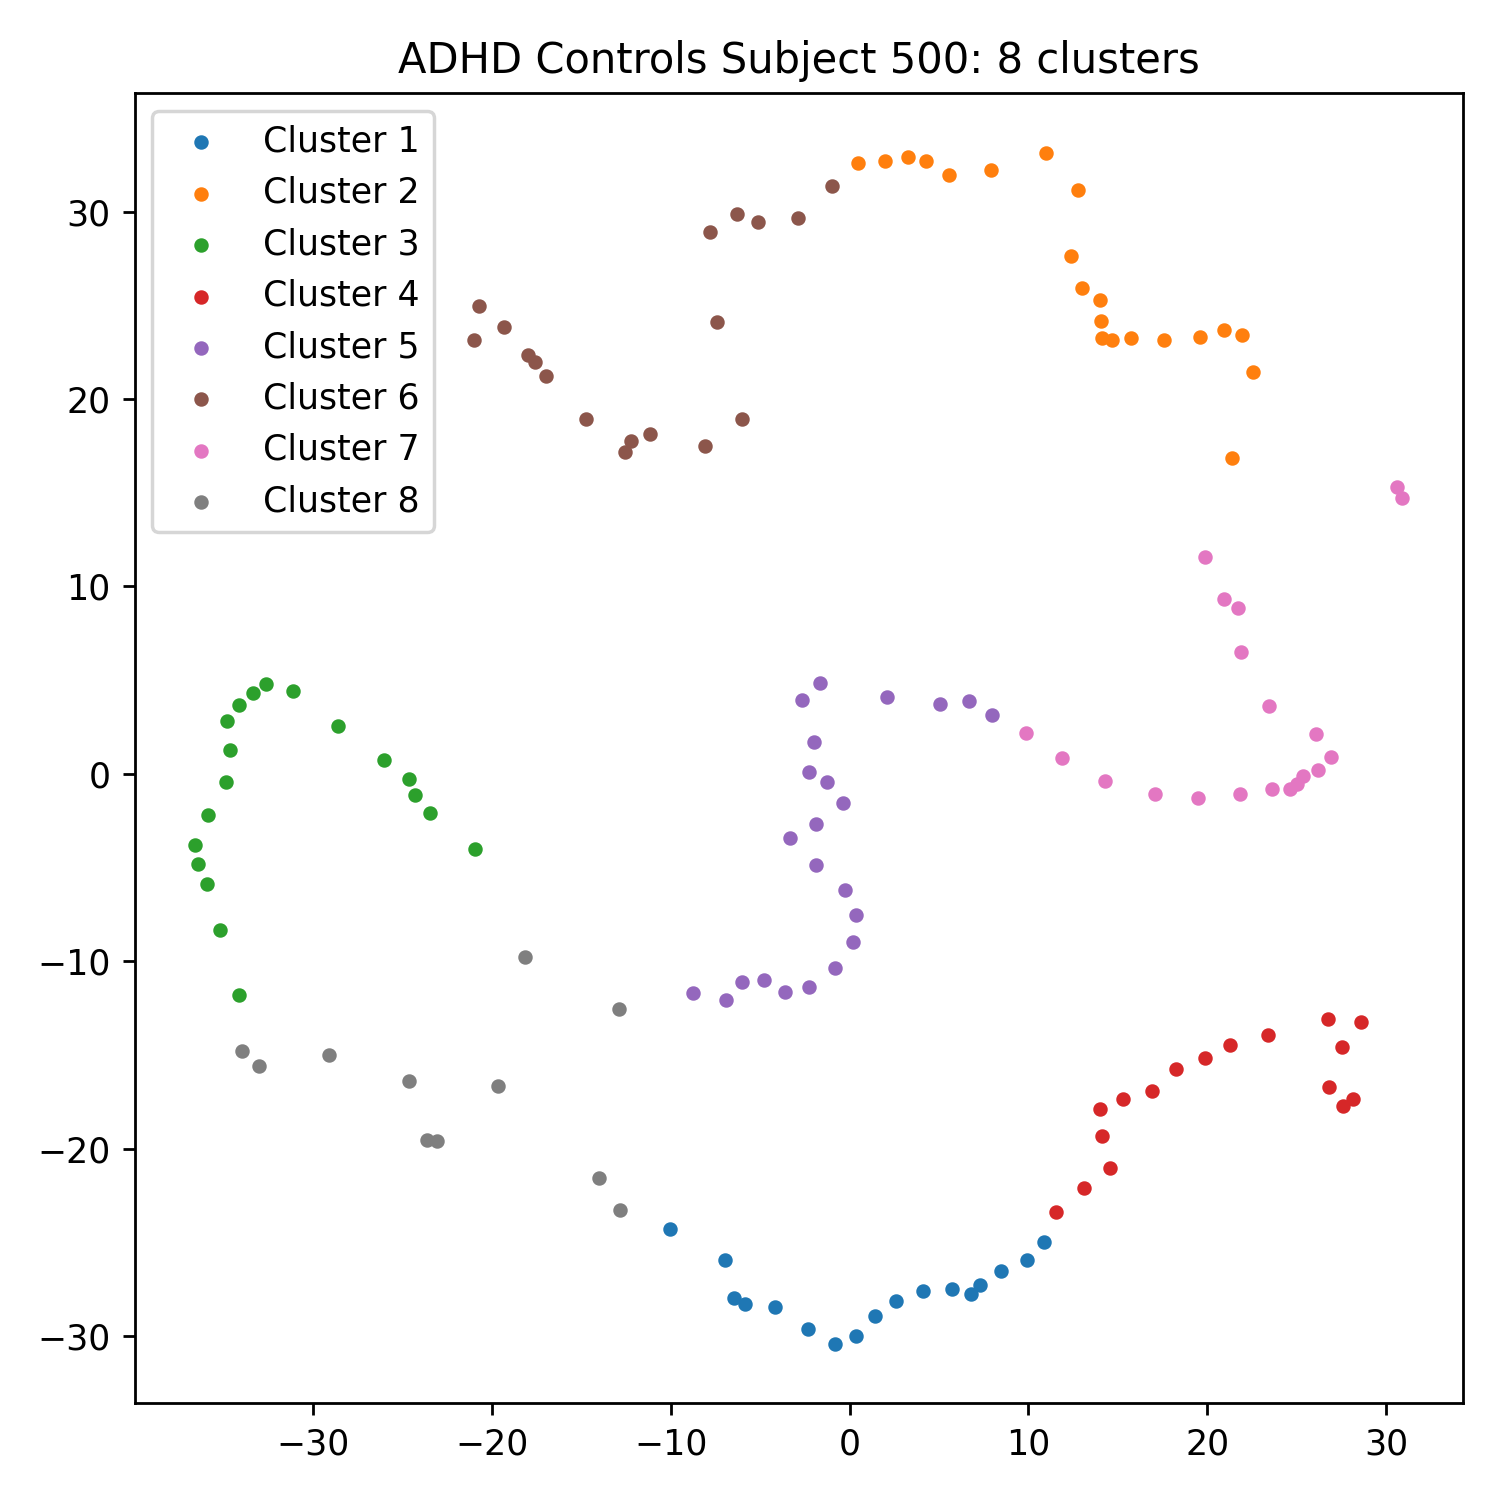 ADHD Controls Subject 500: 8 clusters
Cluster 1
Cluster 2
Cluster 3
Cluster 4
Cluster 5
Cluster 6
Cluster 7
Cluster 8
30
20
10
0
−10
−20
−30
−30 −20 −10 0 10 20 30